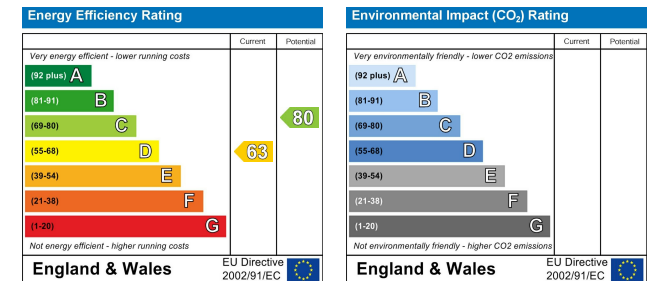 Energy Efficiency Rating
Current Potential
Very energy efficient - lower running costs
(92 plus) A
(81-91) B
(69-80) C
(55-68) D
(39-54) E
(21-38) F
(1-20) G
63
80
Not energy efficient - higher running costs
England & Wales
EU Directive
2002/91/EC
Environmental Impact (CO₂) Rating
Current Potential
Very environmentally friendly - lower CO2 emissions
(92 plus) A
(81-91) B
(69-80) C
(55-68) D
(39-54) E
(21-38) F
(1-20) G
Not environmentally friendly - higher CO2 emissions
England & Wales
EU Directive
2002/91/EC